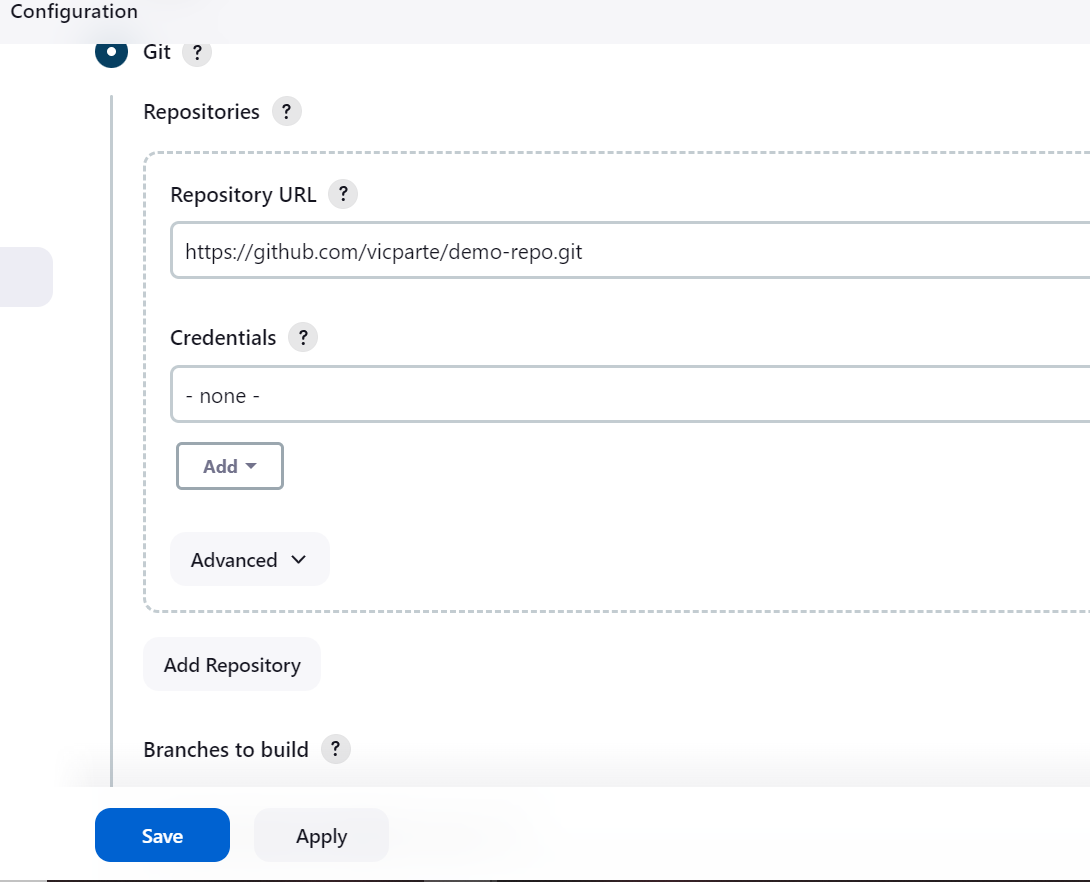 Configuration
Git ?
Repositories ?
Repository URL ?
https://github.com/vicparte/demo-repo.git
Credentials ?
- none -
Add
Advanced
Add Repository
Branches to build ?
Save Apply